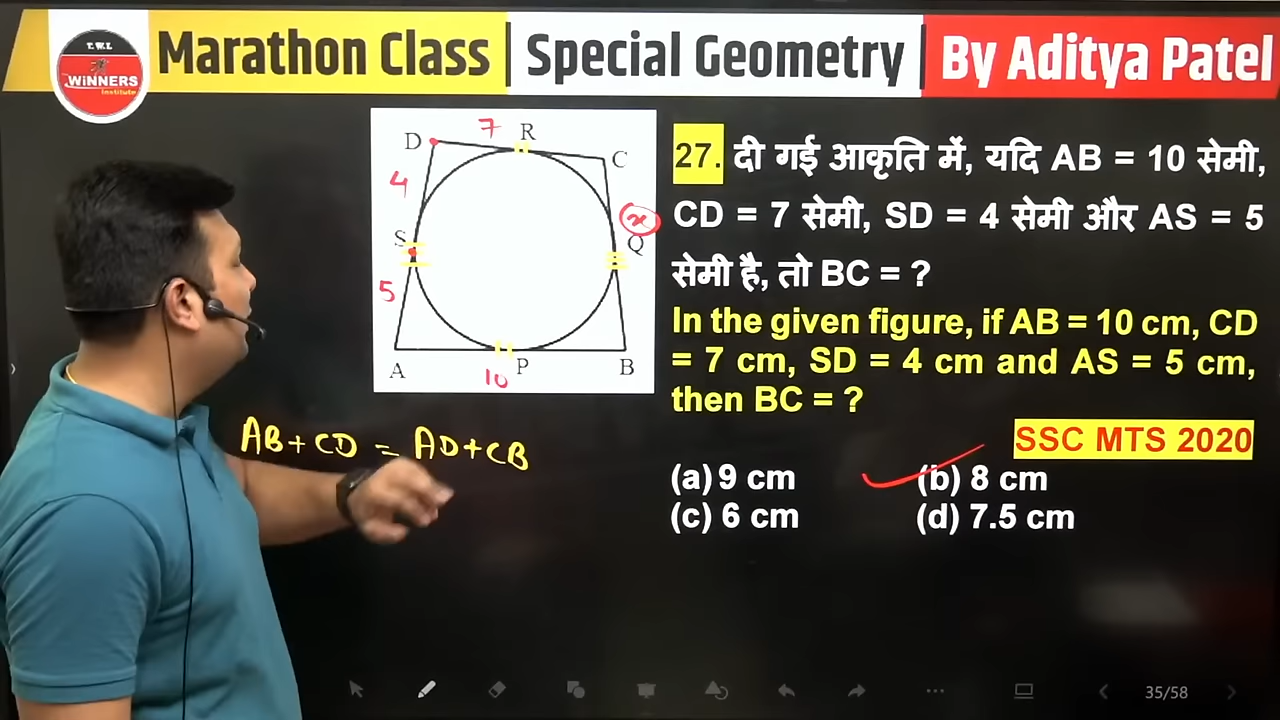 T.W.I.
WINNERS
Institute
Marathon Class | Special Geometry By Aditya Patel
D 7 R
C
4
x
S
Q
5
A
10
P
B
27. दी गई आकृति में, यदि AB = 10 सेमी,
CD = 7 सेमी, SD = 4 सेमी और AS = 5
सेमी है, तो BC = ?
In the given figure, if AB = 10 cm, CD
= 7 cm, SD = 4 cm and AS = 5 cm,
then BC = ?
SSC MTS 2020
AB+CD = AD+CB
(a) 9 cm (b) 8 cm
(c) 6 cm (d) 7.5 cm
35/58